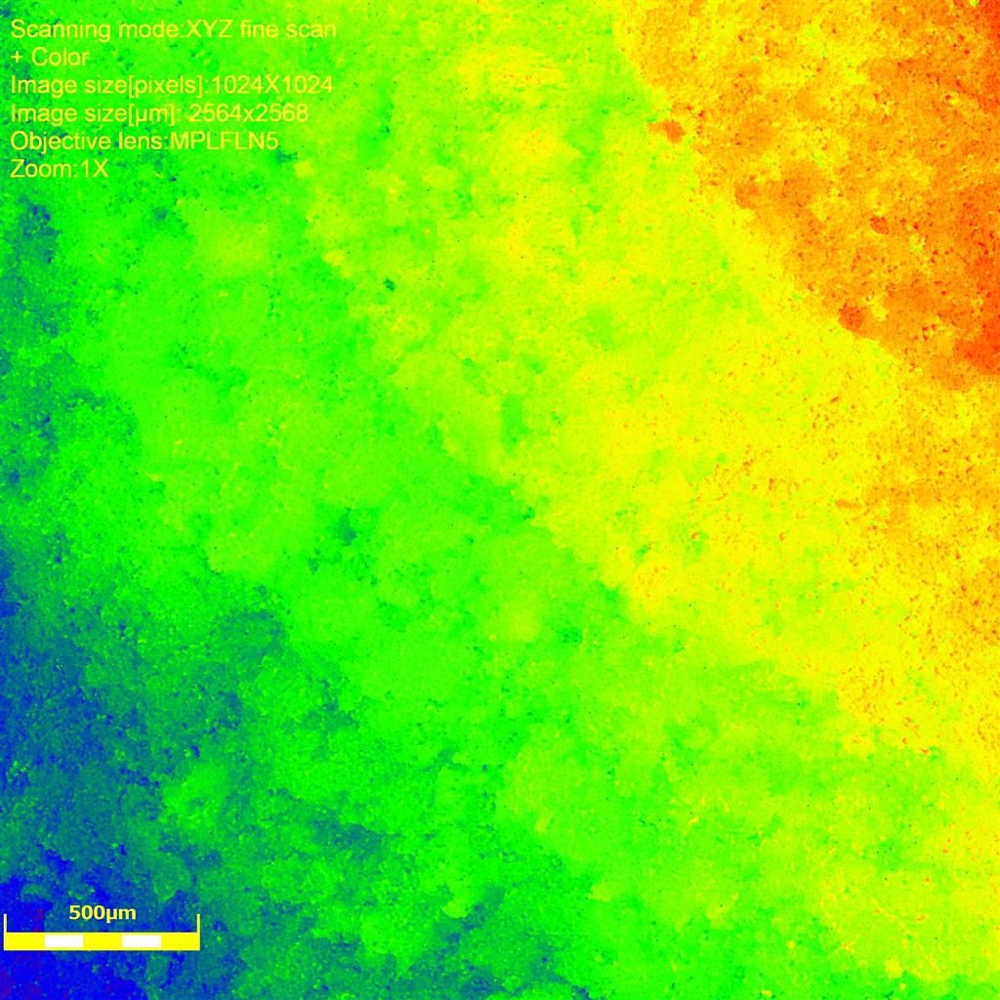 Scanning mode:XYZ fine scan
+ Color
Image size[pixels]:1024X1024
Image size[µm]: 2564x2568
Objective lens:MPLFLN5
Zoom:1X
500µm